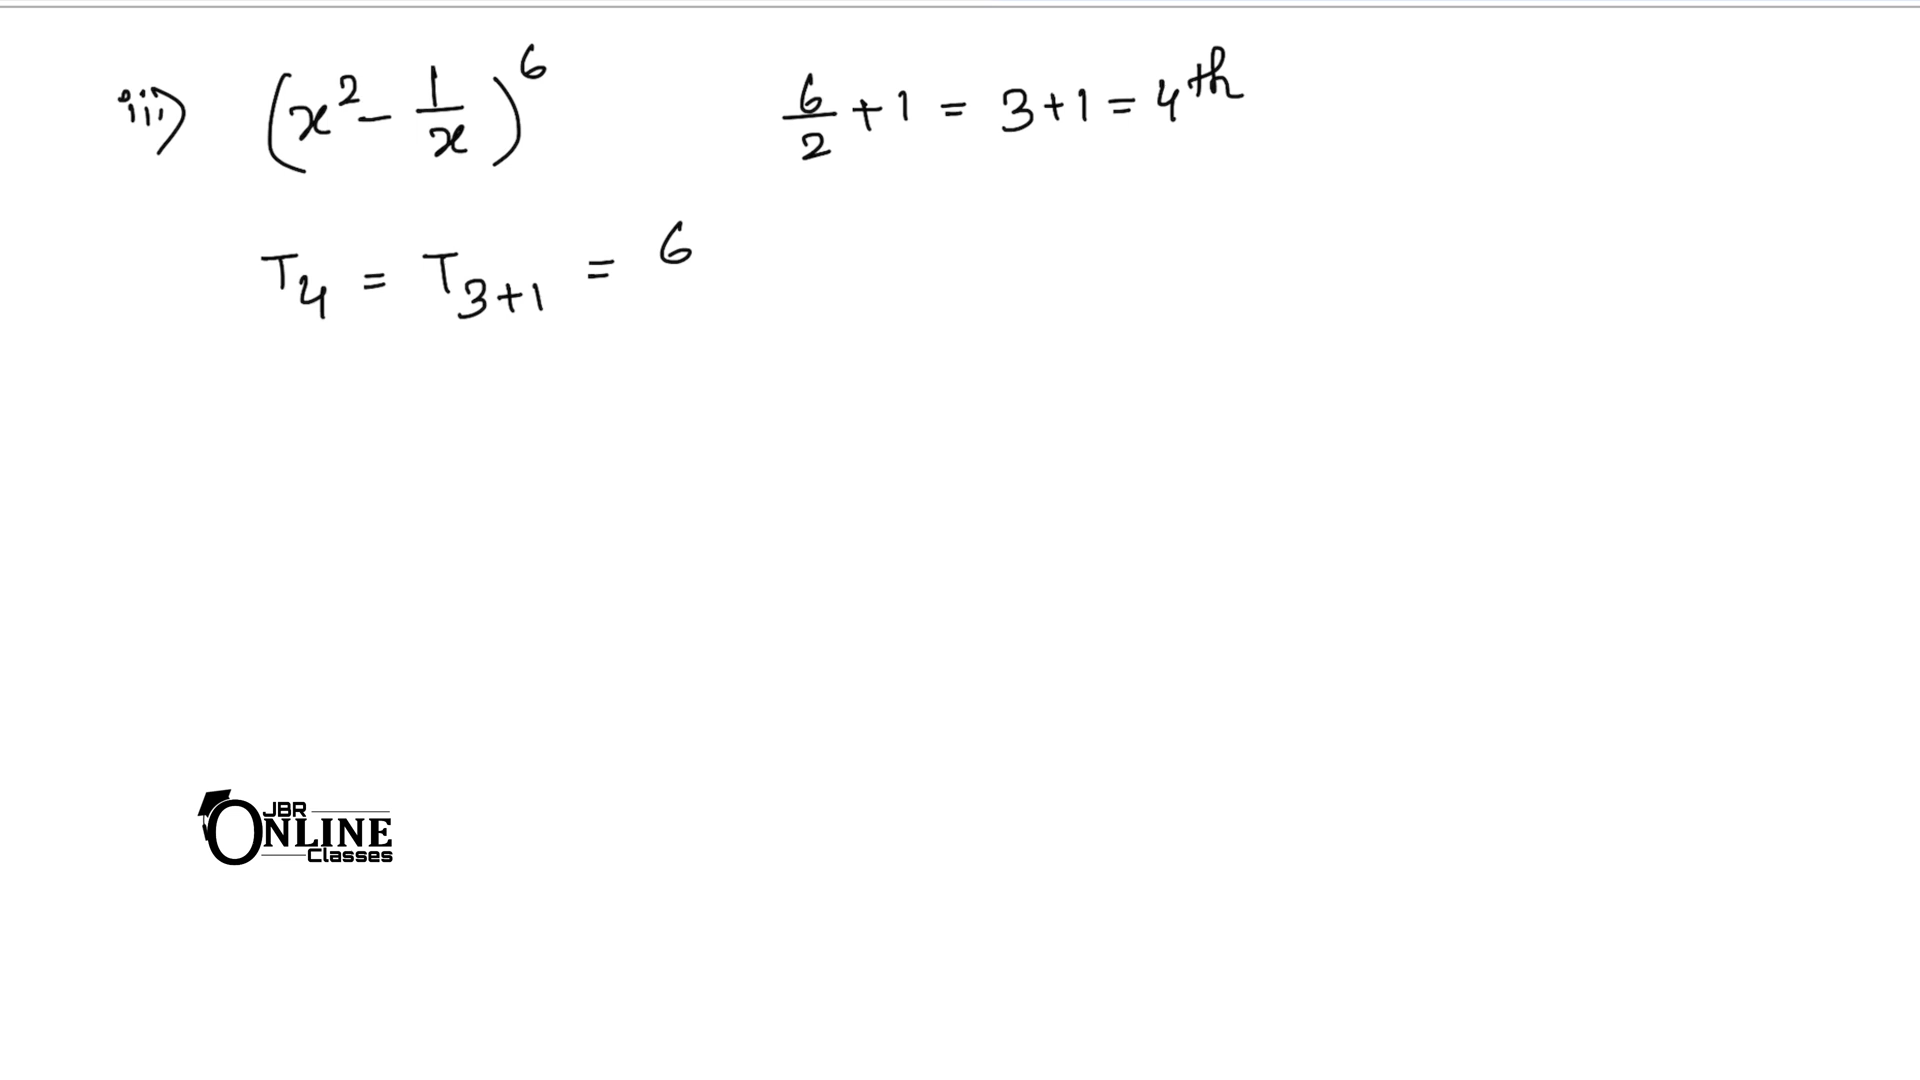 iii) (x² - 1/x)⁶ 6/2 + 1 = 3 + 1 = 4th
T₄ = T₃₊₁ = ⁶
JBR
ONLINE
Classes